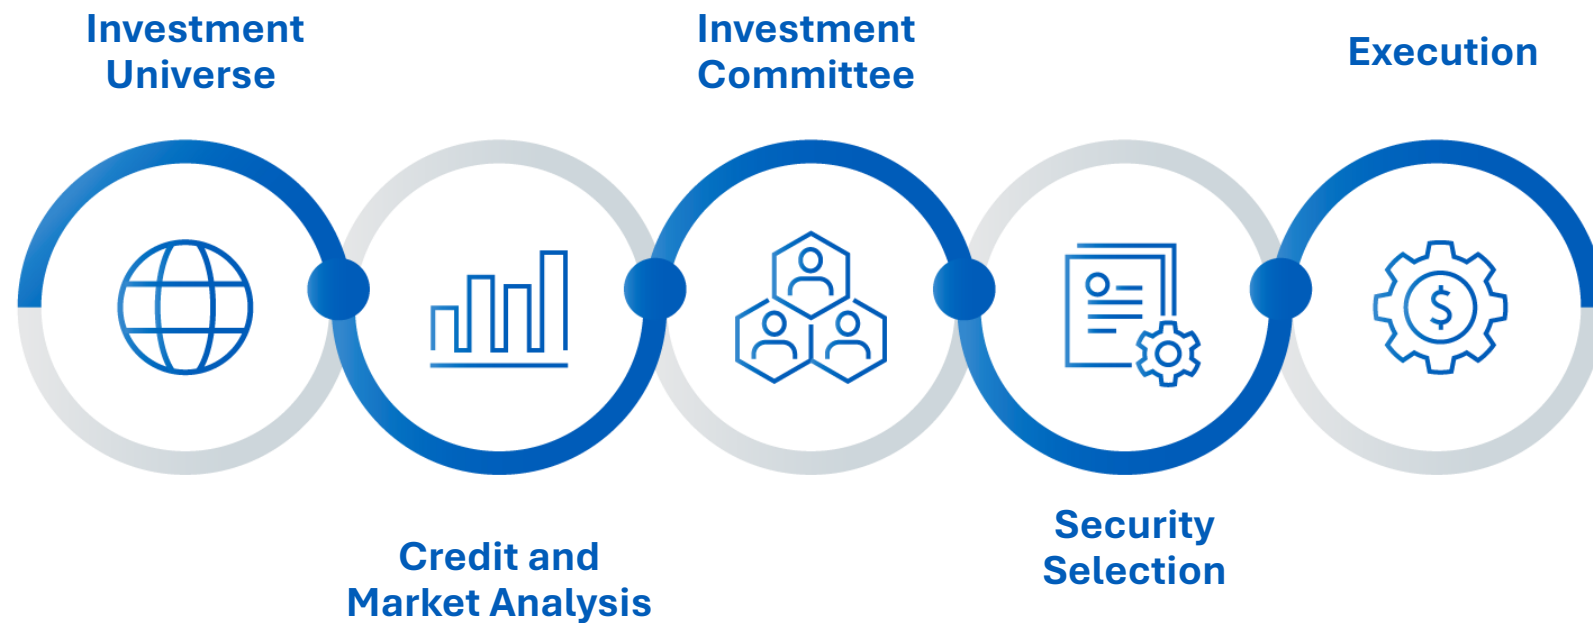 Investment
Universe
Credit and
Market Analysis
Investment
Committee
Security
Selection
Execution
$